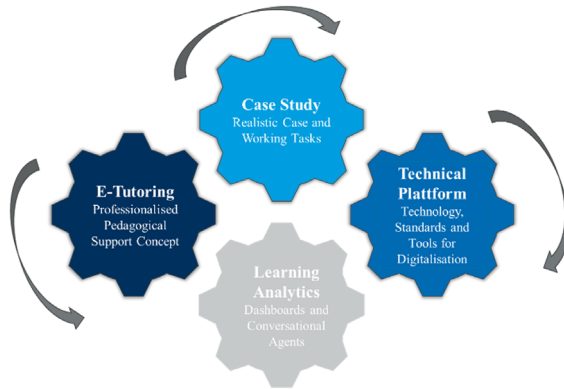 Case Study
Realistic Case and
Working Tasks
E-Tutoring
Professionalised
Pedagogical
Support Concept
Technical
Plattform
Technology,
Standards and
Tools for
Digitalisation
Learning
Analytics
Dashboards and
Conversational
Agents